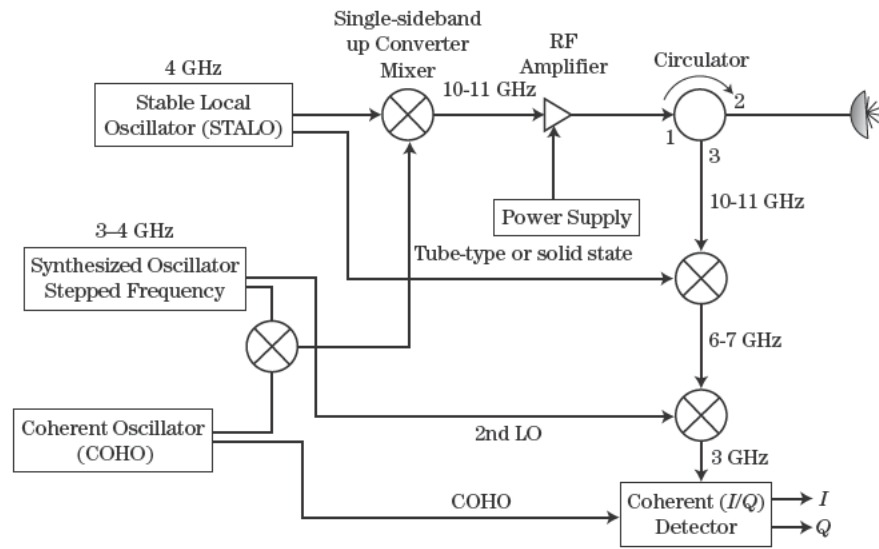 Single-sideband
up Converter
Mixer
RF
Amplifier
Circulator
4 GHz
10-11 GHz
Stable Local
Oscillator (STALO)
1
2
3
Power Supply
10-11 GHz
3–4 GHz
Tube-type or solid state
Synthesized Oscillator
Stepped Frequency
6-7 GHz
Coherent Oscillator
(COHO)
2nd LO
3 GHz
COHO
Coherent (I/Q)
Detector
I
Q